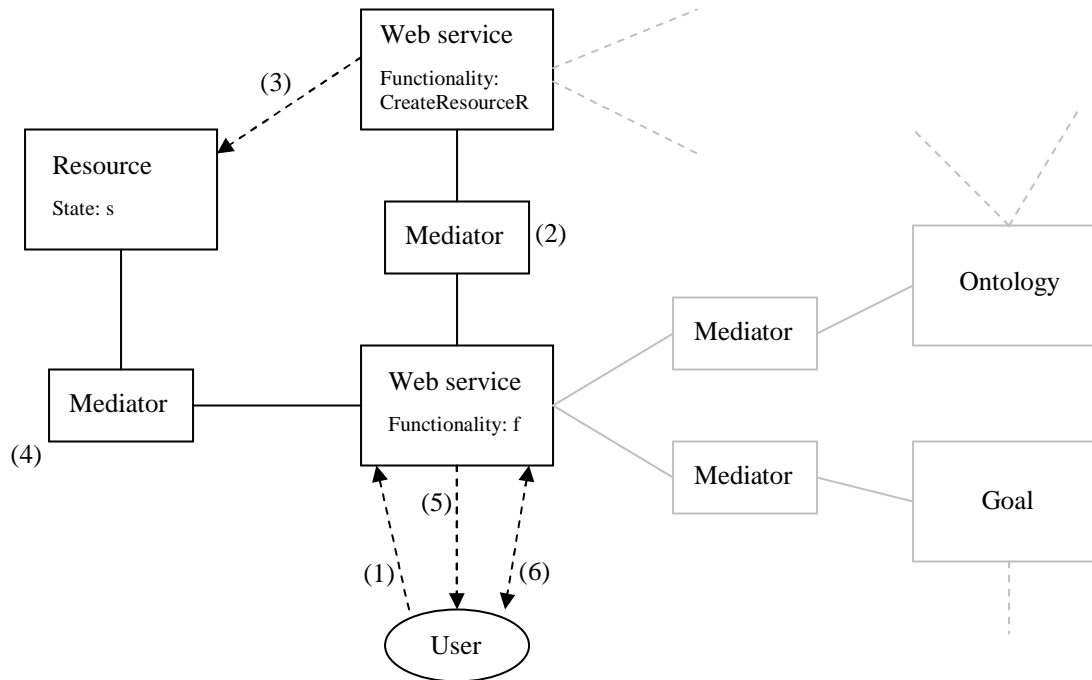 Web service
Functionality:
CreateResourceR
(3)
Resource
State: s
Mediator
(2)
Ontology
Mediator
Web service
Functionality: f
Mediator
(4)
Mediator
Goal
(5)
(1)
(6)
User